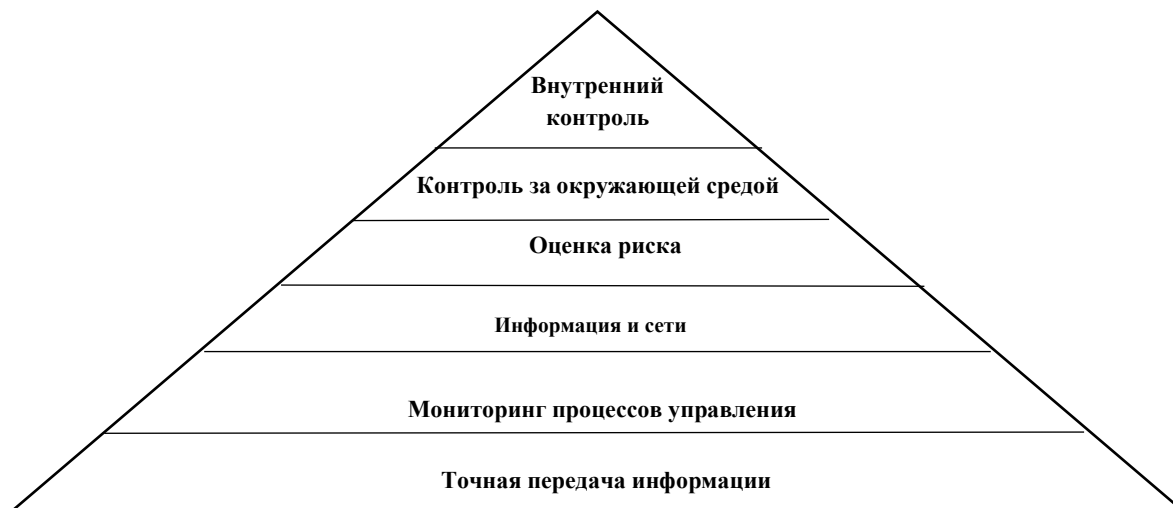 Внутренний
контроль
Контроль за окружающей средой
Оценка риска
Информация и сети
Мониторинг процессов управления
Точная передача информации